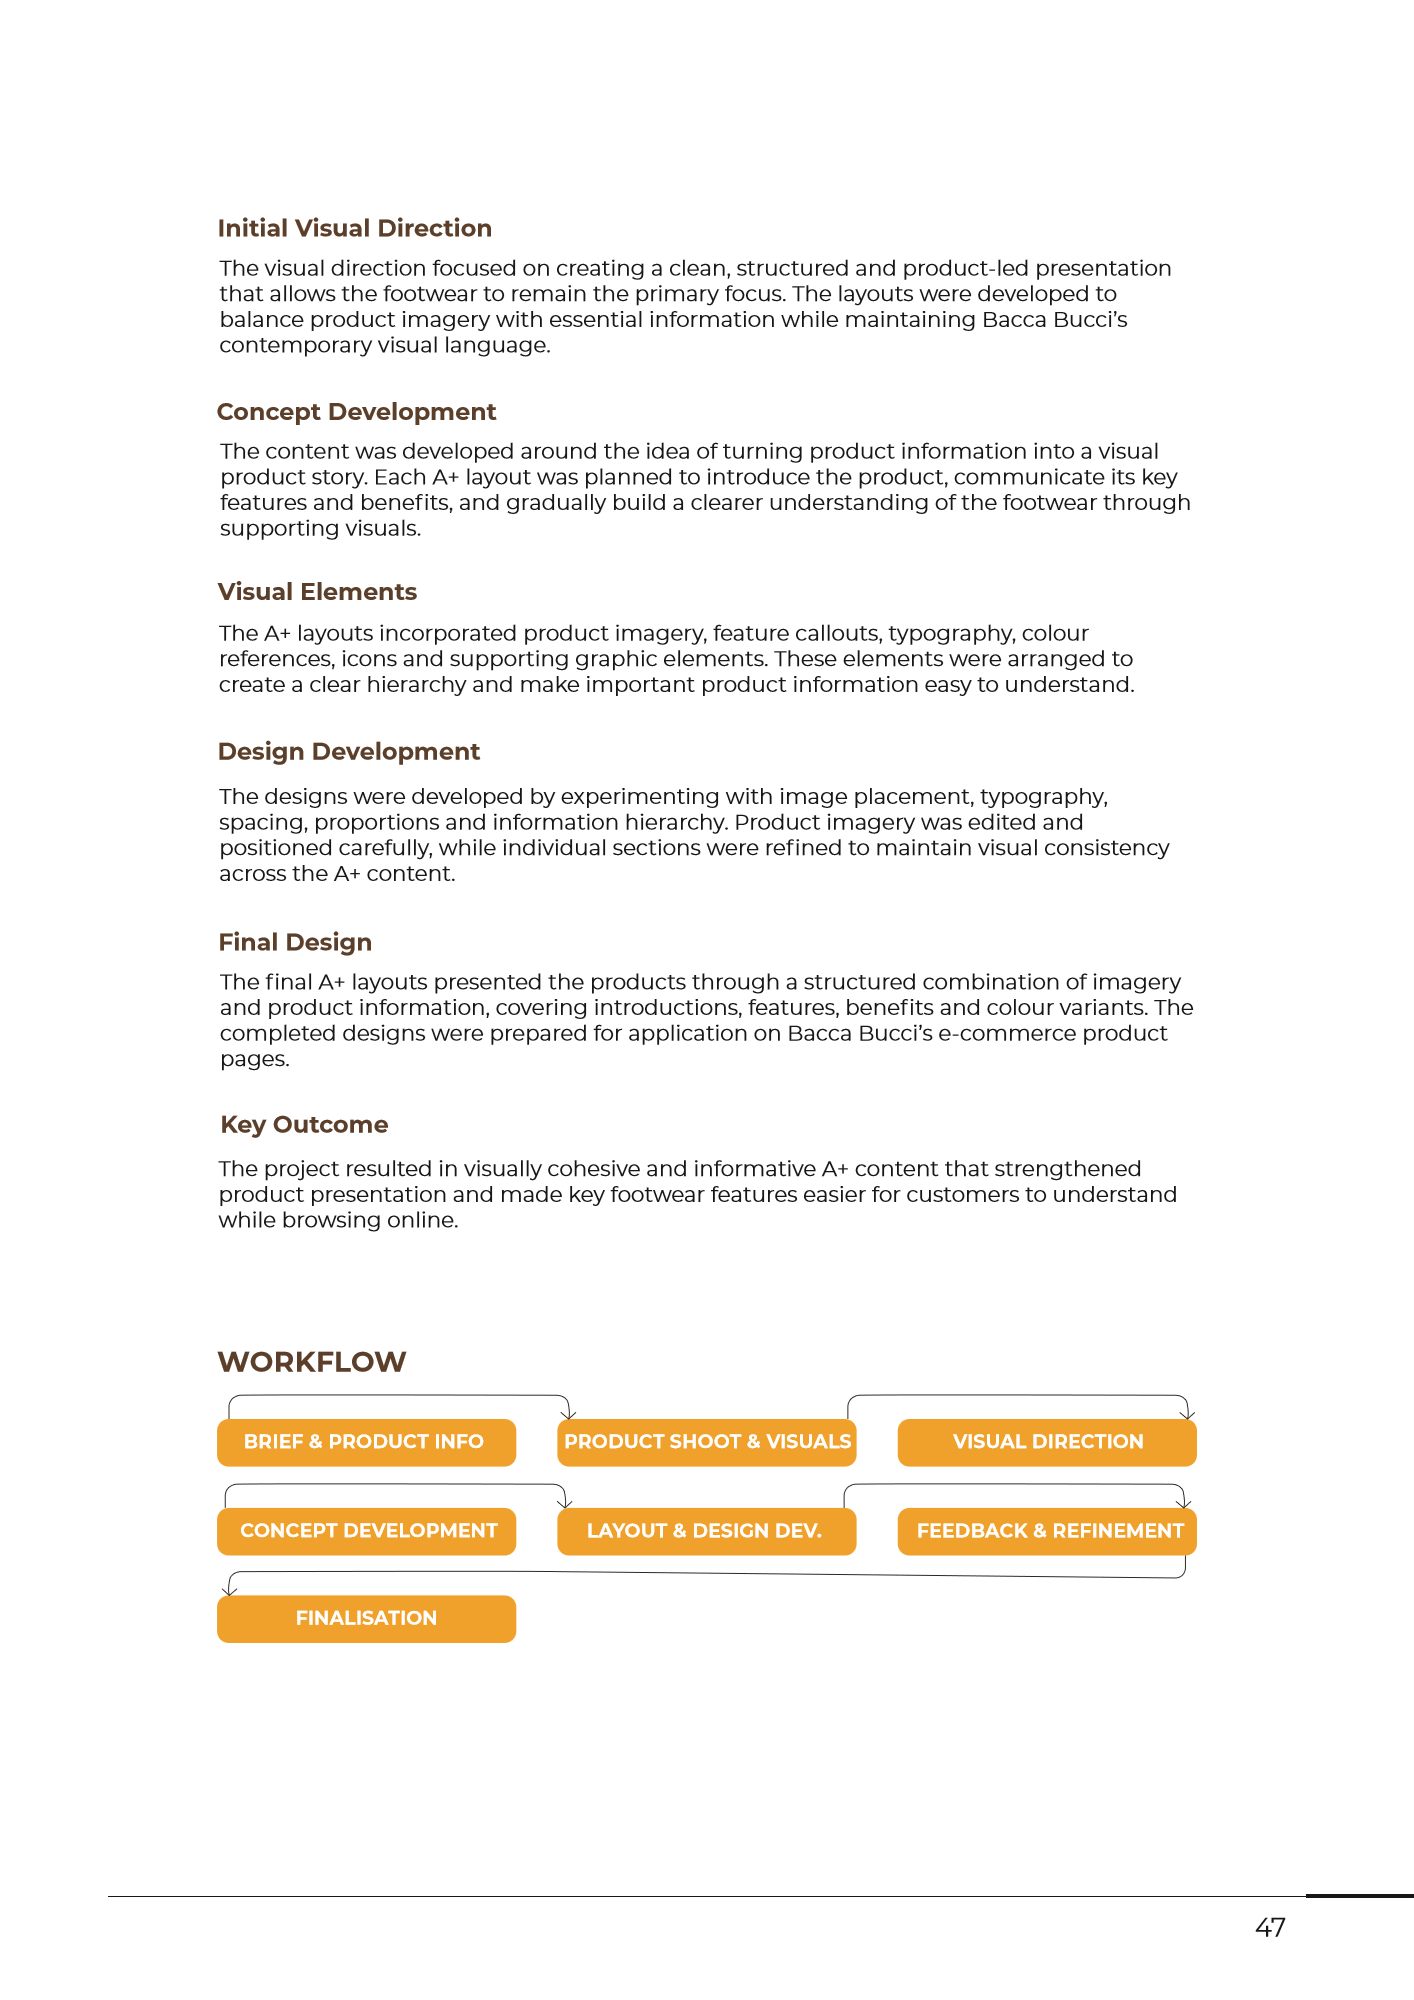 Initial Visual Direction
The visual direction focused on creating a clean, structured and product-led presentation
that allows the footwear to remain the primary focus. The layouts were developed to
balance product imagery with essential information while maintaining Bacca Bucci’s
contemporary visual language.
Concept Development
The content was developed around the idea of turning product information into a visual
product story. Each A+ layout was planned to introduce the product, communicate its key
features and benefits, and gradually build a clearer understanding of the footwear through
supporting visuals.
Visual Elements
The A+ layouts incorporated product imagery, feature callouts, typography, colour
references, icons and supporting graphic elements. These elements were arranged to
create a clear hierarchy and make important product information easy to understand.
Design Development
The designs were developed by experimenting with image placement, typography,
spacing, proportions and information hierarchy. Product imagery was edited and
positioned carefully, while individual sections were refined to maintain visual consistency
across the A+ content.
Final Design
The final A+ layouts presented the products through a structured combination of imagery
and product information, covering introductions, features, benefits and colour variants. The
completed designs were prepared for application on Bacca Bucci’s e-commerce product
pages.
Key Outcome
The project resulted in visually cohesive and informative A+ content that strengthened
product presentation and made key footwear features easier for customers to understand
while browsing online.
WORKFLOW
BRIEF & PRODUCT INFO
PRODUCT SHOOT & VISUALS
VISUAL DIRECTION
CONCEPT DEVELOPMENT
LAYOUT & DESIGN DEV.
FEEDBACK & REFINEMENT
FINALISATION
47